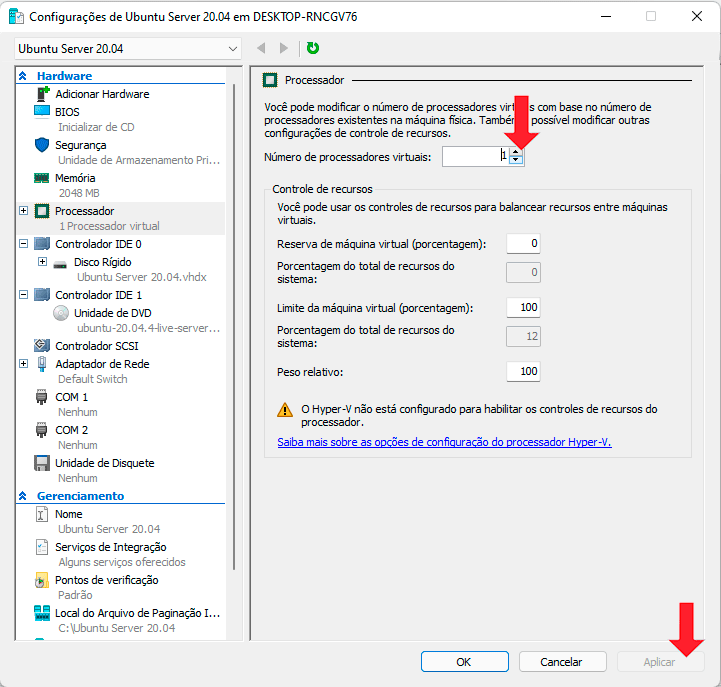 Configurações de Ubuntu Server 20.04 em DESKTOP-RNCGV76
Ubuntu Server 20.04
Hardware
Adicionar Hardware
BIOS
Inicializar de CD
Segurança
Unidade de Armazenamento Pri...
Memória
2048 MB
Processador
1 Processador virtual
Controlador IDE 0
Disco Rígido
Ubuntu Server 20.04.vhdx
Controlador IDE 1
Unidade de DVD
ubuntu-20.04.4-live-server...
Controlador SCSI
Adaptador de Rede
Default Switch
COM 1
Nenhum
COM 2
Nenhum
Unidade de Disquete
Nenhum
Gerenciamento
Nome
Ubuntu Server 20.04
Serviços de Integração
Alguns serviços oferecidos
Pontos de verificação
Padrão
Local do Arquivo de Paginação I...
C:\Ubuntu Server 20.04
Processador
Você pode modificar o número de processadores com base no número de
processadores existentes na máquina física. possível modificar outras
configurações de controle de recursos.
Número de processadores virtuais: 1
Controle de recursos
Você pode usar os controles de recursos para balancear recursos entre máquinas
virtuais.
Reserva de máquina virtual (porcentagem): 0
Porcentagem do total de recursos do
sistema: 0
Limite da máquina virtual (porcentagem): 100
Porcentagem do total de recursos do
sistema: 12
Peso relativo: 100
O Hyper-V não está configurado para habilitar os controles de recursos do
processador.
Saiba mais sobre as opções de configuração do processador Hyper-V.
OK Cancelar Aplicar